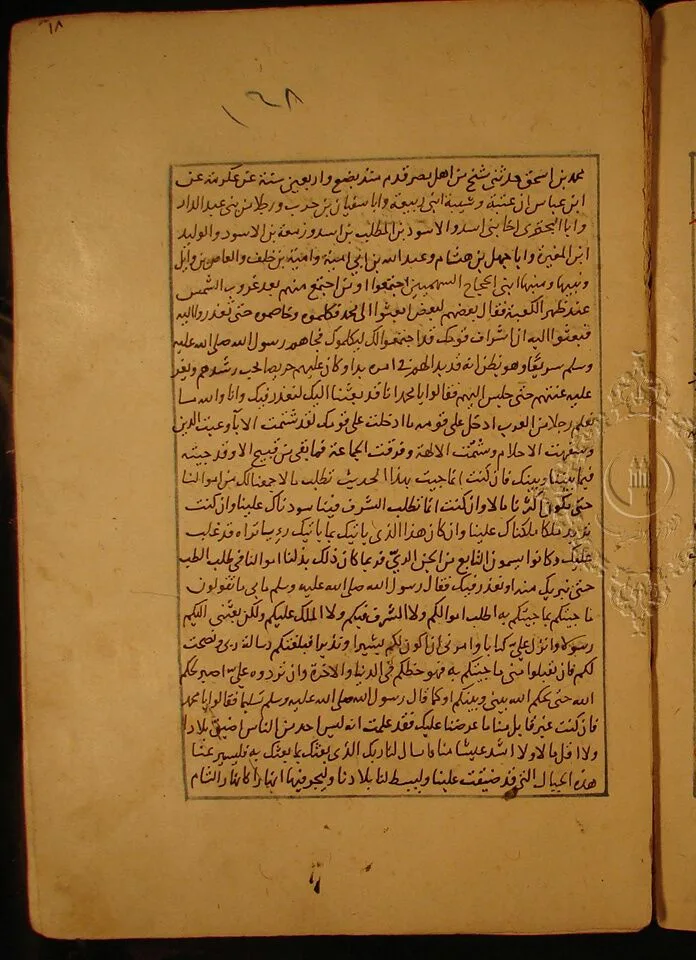 ١٨
١٦٨
محمد بن اسحق حدثني شيخ من اهل مصر قدم منذ بضع واربعين سنة عن عكرمة عن
ابن عباس ان عتبة وشيبة ابني ربيعة وابا سفيان بن حرب ورجلا من بني عبد الدار
وابا البختري اخا بني اسد والاسود بن المطلب بن اسد وزمعة بن الاسود والوليد
ابن المغيرة وابا جهل بن هشام وعبد الله بن ابي امية وامية بن خلف والعاص بن وايل
ونبيها ومنبها ابني الحجاج السهميين اجتمعوا او من اجتمع منهم بعد غروب الشمس
عند ظهر الكعبة فقال بعضهم لبعض ابعثوا الى محمد فكلموه وخاصموه حتى تعذروا اليه
فبعثوا اليه ان اشراف قومك قد اجتمعوا لك ليكلموك فجاهم رسول الله صلى الله عليه
وسلم سريعا وهو يظن انه قد بدا لهم في امره بدا وكان عليهم حريصا يحب رشدهم ويعز
عليه عنتهم حتى جلس اليهم فقالوا يا محمد انا قد بعثنا اليك لنعذر فيك وانا والله ما
نعلم رجلا من العرب ادخل على قومه ما ادخلت على قومك لقد شتمت الاباء وعبت الدين
وسفهت الاحلام وشتمت الالهة وفرقت الجماعة فما بقي من قبيح الا وقد جيته
فيما بيننا وبينك فان كنت انما جيت بهذا الحديث تطلب مالا جمعنا لك من اموالنا
حتى تكون اكثرنا مالا وان كنت انما تطلب الشرف فينا سودناك علينا وان كنت
تريد ملكا ملكناك علينا وان كان هذا الذي ياتيك بما ياتيك رءيا تراه قد غلب
عليك وكانوا يسمون التابع من الجن الريي فربما كان ذلك بذلنا اموالنا في طلب الطب
حتى نبريك منه او نعذر فيك فقال رسول الله صلى الله عليه وسلم ما بي ما تقولون
ما جيتكم بما جيتكم به اطلب اموالكم ولا الشرف فيكم ولا الملك عليكم ولكن بعثني اليكم
رسولا وانزل علي كتابا وامرني ان اكون لكم بشيرا ونذيرا فبلغتكم رسالة ربي ونصحت
لكم فان تقبلوا مني ما جيتكم به فهو حظكم في الدنيا والاخرة وان تردوه علي اصبر لحكم
الله حتى يحكم الله بيني وبينكم او كما قال رسول الله صلى الله عليه وسلم تسليما فقالوا يا محمد
فان كنت غير قابل منا ما عرضنا عليك فقد علمت انه ليس احد من الناس اضيق بلادا
ولا اقل مالا ولا اشد عيشا منا فاسال لنا ربك الذي بعثك بما بعثك به فليسير عنا
هذه الجبال التي قد ضيقت علينا وليبسط لنا بلادنا وليجر فيها انهارا كانهار الشام